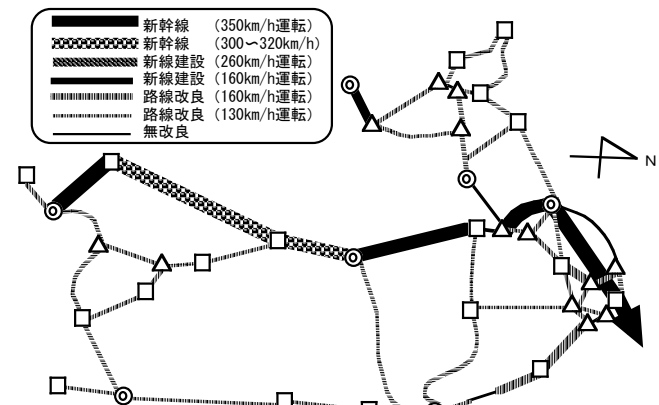 新幹線 （350km/h運転）
新幹線 （300〜320km/h）
新線建設（260km/h運転）
新線建設（160km/h運転）
路線改良（160km/h運転）
路線改良（130km/h運転）
無改良
N